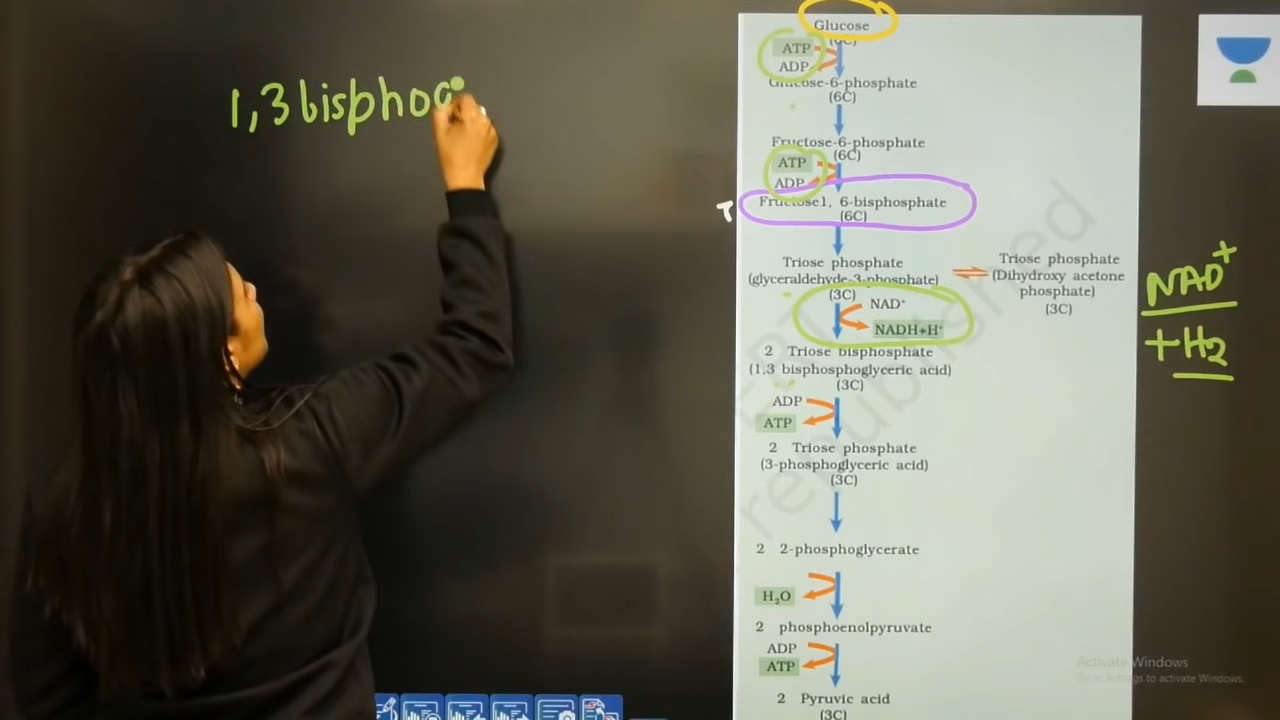 1,3 bisphos
Glucose
(6C)
ATP
ADP
Glucose-6-phosphate
(6C)
Fructose-6-phosphate
(6C)
ATP
ADP
Fructose1, 6-bisphosphate
(6C)
Triose phosphate
(glyceraldehyde-3-phosphate)
(3C)
Triose phosphate
(Dihydroxy acetone
phosphate)
(3C)
NAD⁺
NADH+H⁺
NAD⁺
+ H₂
2 Triose bisphosphate
(1,3 bisphosphoglyceric acid)
(3C)
ADP
ATP
2 Triose phosphate
(3-phosphoglyceric acid)
(3C)
2 2-phosphoglycerate
H₂O
2 phosphoenolpyruvate
ADP
ATP
2 Pyruvic acid
(3C)
republished
Activate Windows